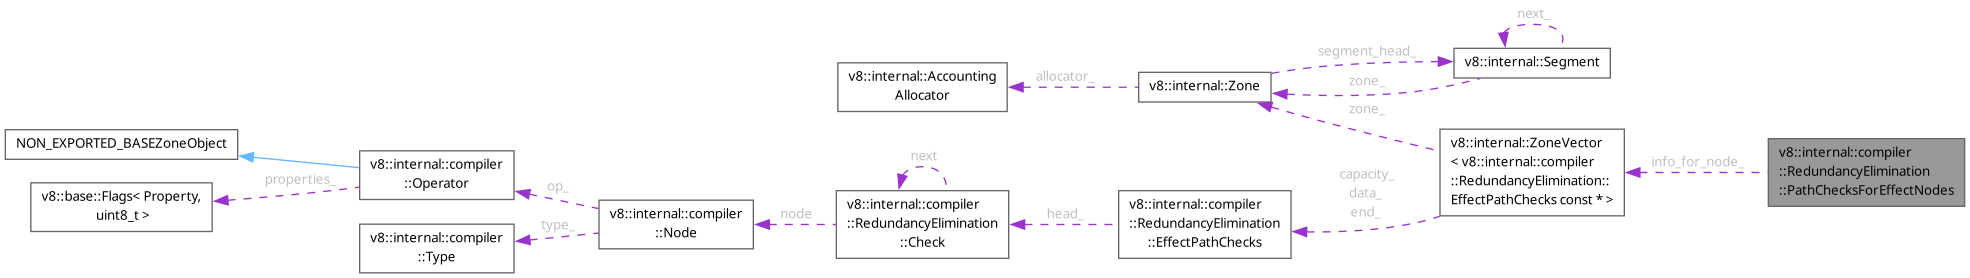 next_
segment_head_
v8::internal::Segment
v8::internal::Accounting
Allocator
allocator_
v8::internal::Zone
zone_
zone_
NON_EXPORTED_BASEZoneObject
v8::internal::compiler
::Operator
properties_
v8::base::Flags< Property,
uint8_t >
op_
type_
v8::internal::compiler
::Type
v8::internal::compiler
::Node
node
next
v8::internal::compiler
::RedundancyElimination
::Check
head_
v8::internal::compiler
::RedundancyElimination
::EffectPathChecks
capacity_
data_
end_
v8::internal::ZoneVector
< v8::internal::compiler
::RedundancyElimination::
EffectPathChecks const * >
info_for_node_
v8::internal::compiler
::RedundancyElimination
::PathChecksForEffectNodes